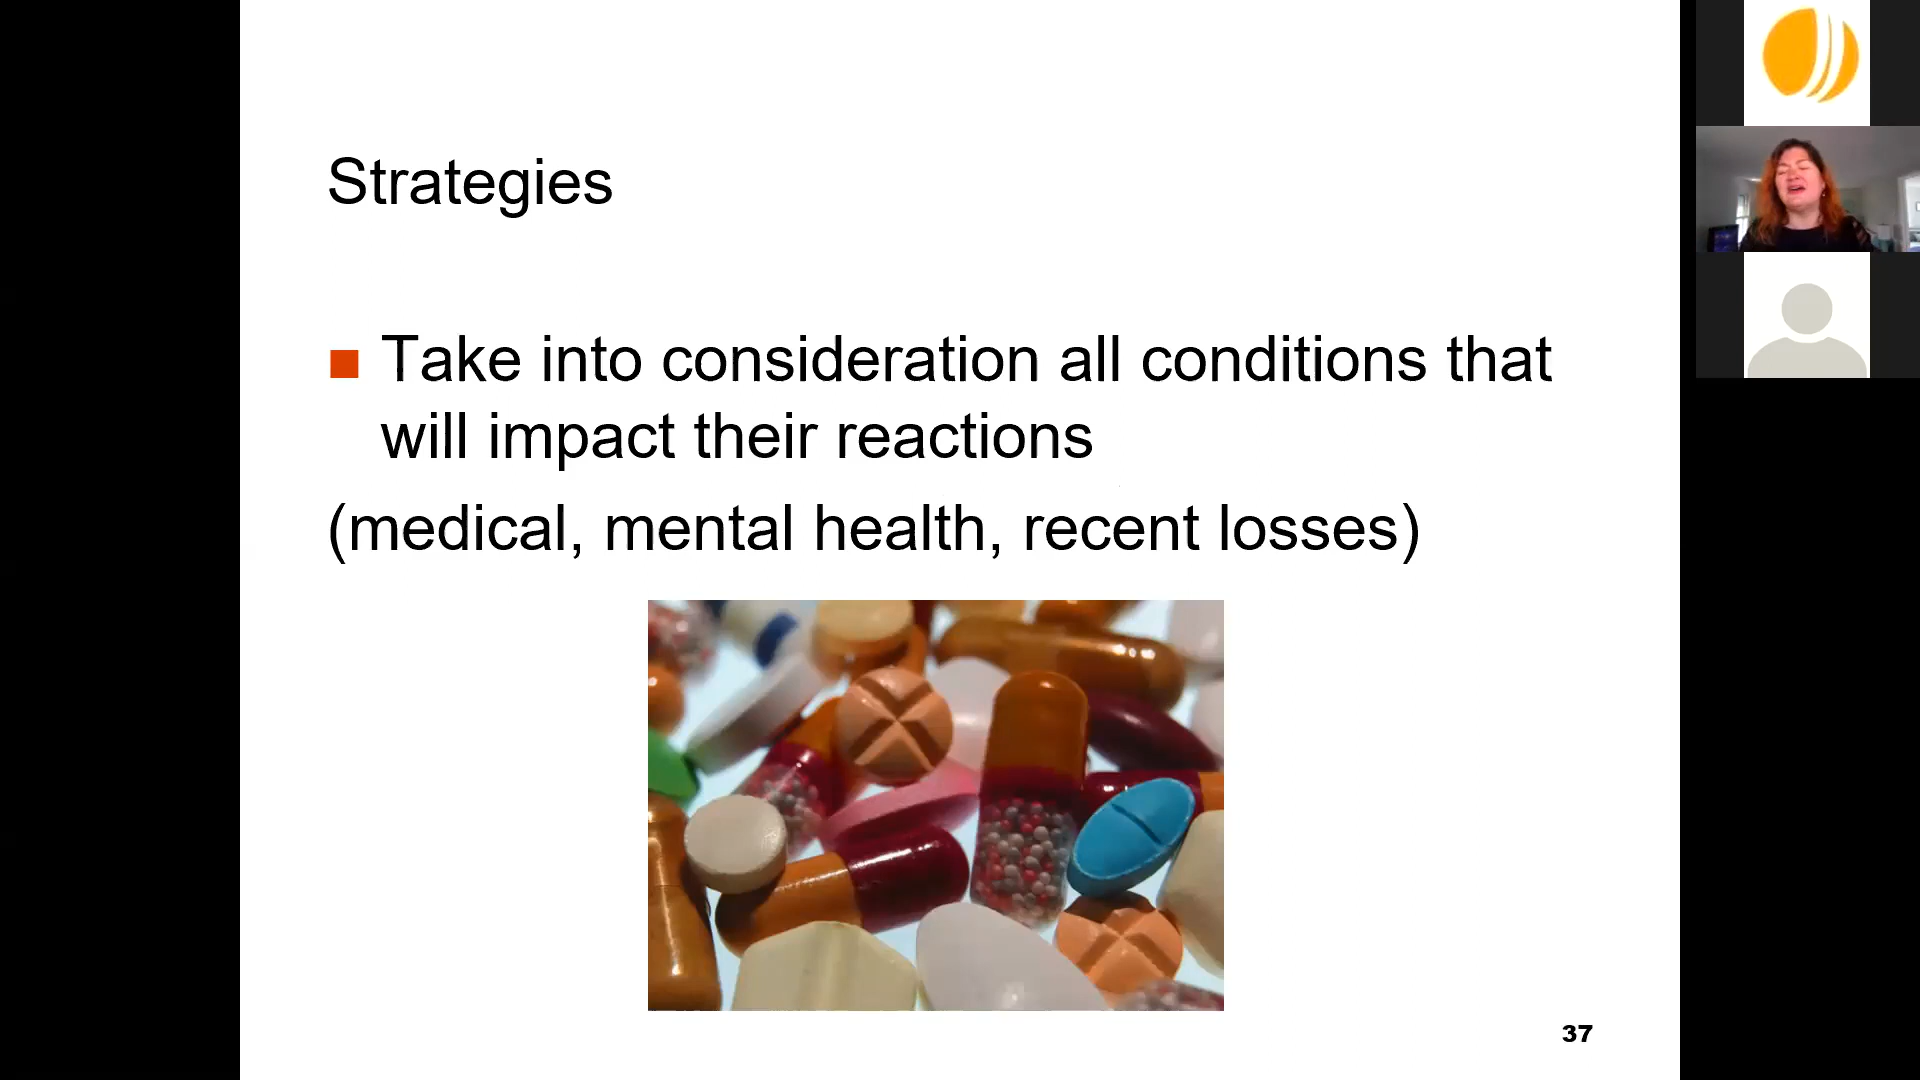 Strategies
Take into consideration all conditions that
will impact their reactions
(medical, mental health, recent losses)
37